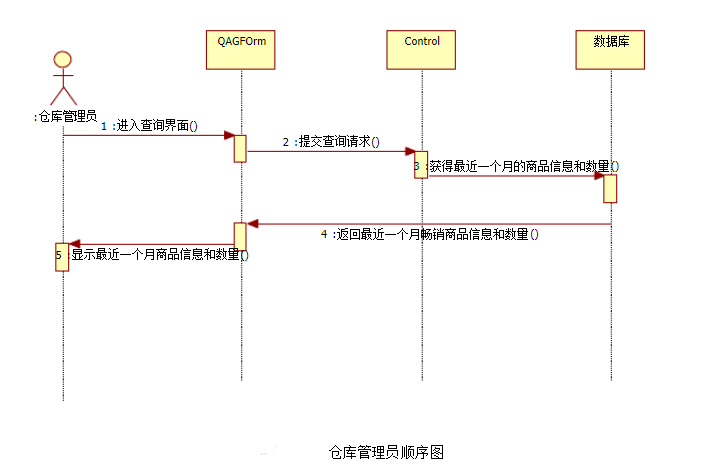 QAGFOrm
Control
数据库
:仓库管理员
1 :进入查询界面()
2 :提交查询请求()
3 :获得最近一个月的商品信息和数量()
4 :返回最近一个月畅销商品信息和数量()
5 :显示最近一个月商品信息和数量()
仓库管理员顺序图